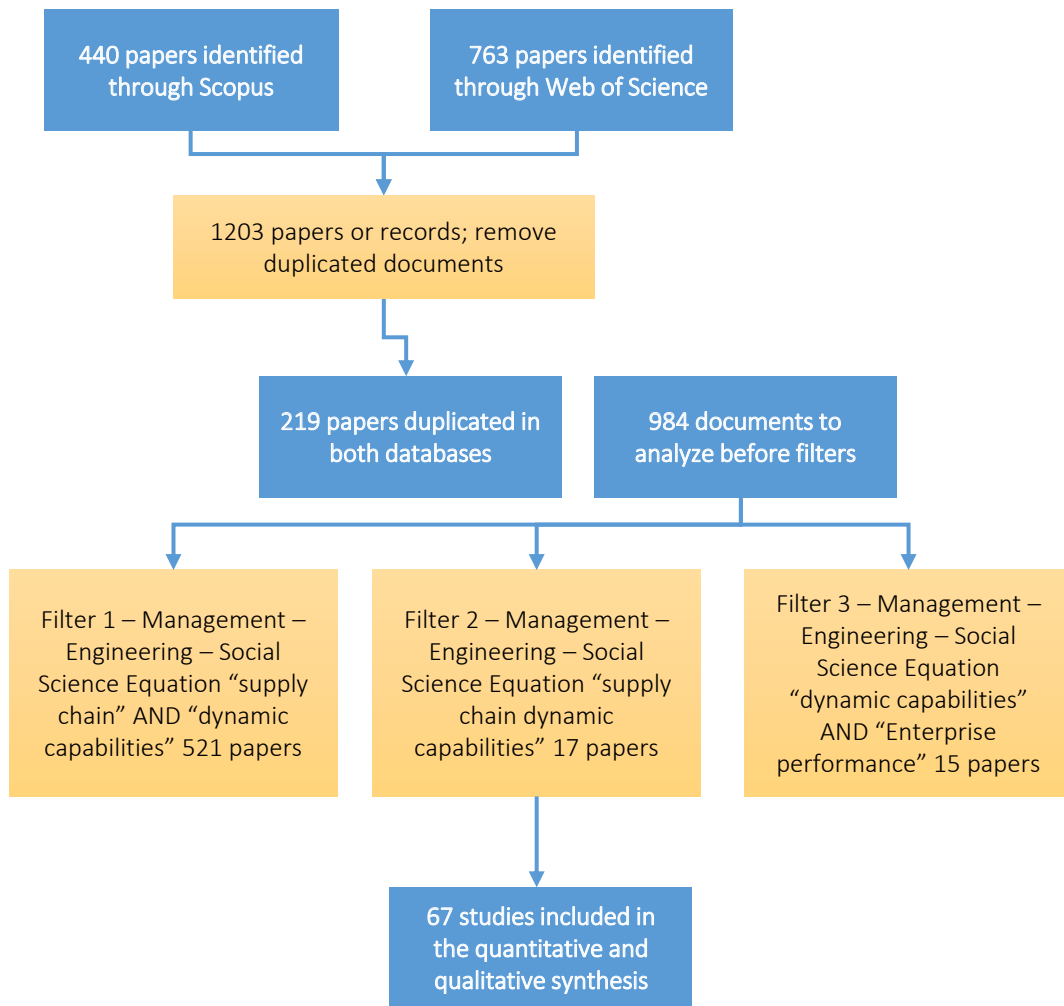 440 papers identified
through Scopus
763 papers identified
through Web of Science
1203 papers or records; remove
duplicated documents
219 papers duplicated in
both databases
984 documents to
analyze before filters
Filter 1 – Management –
Engineering – Social
Science Equation “supply
chain” AND “dynamic
capabilities” 521 papers
Filter 2 – Management –
Engineering – Social
Science Equation “supply
chain dynamic
capabilities” 17 papers
Filter 3 – Management –
Engineering – Social
Science Equation
“dynamic capabilities”
AND “Enterprise
performance” 15 papers
67 studies included in
the quantitative and
qualitative synthesis